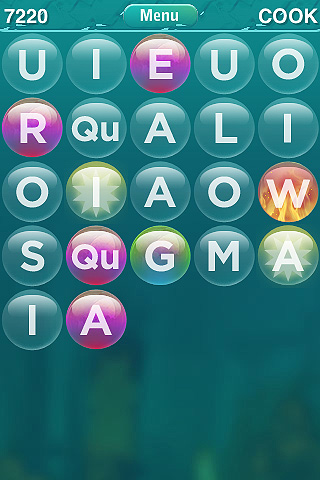 7220 Menu COOK
U I E U O
R Qu A L I
O I A O W
S Qu G M A
I A